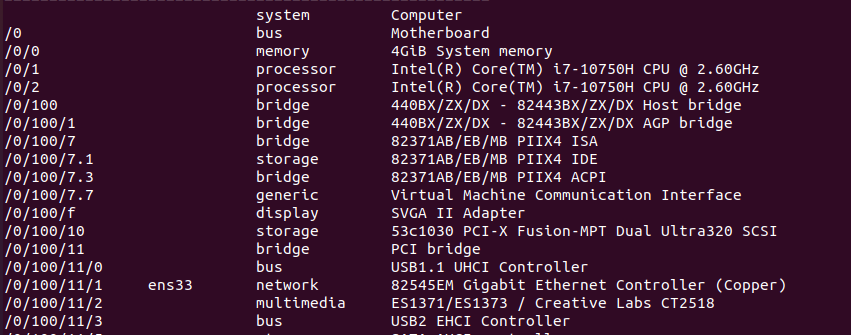 system Computer
/0 bus Motherboard
/0/0 memory 4GiB System memory
/0/1 processor Intel(R) Core(TM) i7-10750H CPU @ 2.60GHz
/0/2 processor Intel(R) Core(TM) i7-10750H CPU @ 2.60GHz
/0/100 bridge 440BX/ZX/DX - 82443BX/ZX/DX Host bridge
/0/100/1 bridge 440BX/ZX/DX - 82443BX/ZX/DX AGP bridge
/0/100/7 bridge 82371AB/EB/MB PIIX4 ISA
/0/100/7.1 storage 82371AB/EB/MB PIIX4 IDE
/0/100/7.3 bridge 82371AB/EB/MB PIIX4 ACPI
/0/100/7.7 generic Virtual Machine Communication Interface
/0/100/f display SVGA II Adapter
/0/100/10 storage 53c1030 PCI-X Fusion-MPT Dual Ultra320 SCSI
/0/100/11 bridge PCI bridge
/0/100/11/0 bus USB1.1 UHCI Controller
/0/100/11/1 ens33 network 82545EM Gigabit Ethernet Controller (Copper)
/0/100/11/2 multimedia ES1371/ES1373 / Creative Labs CT2518
/0/100/11/3 bus USB2 EHCI Controller